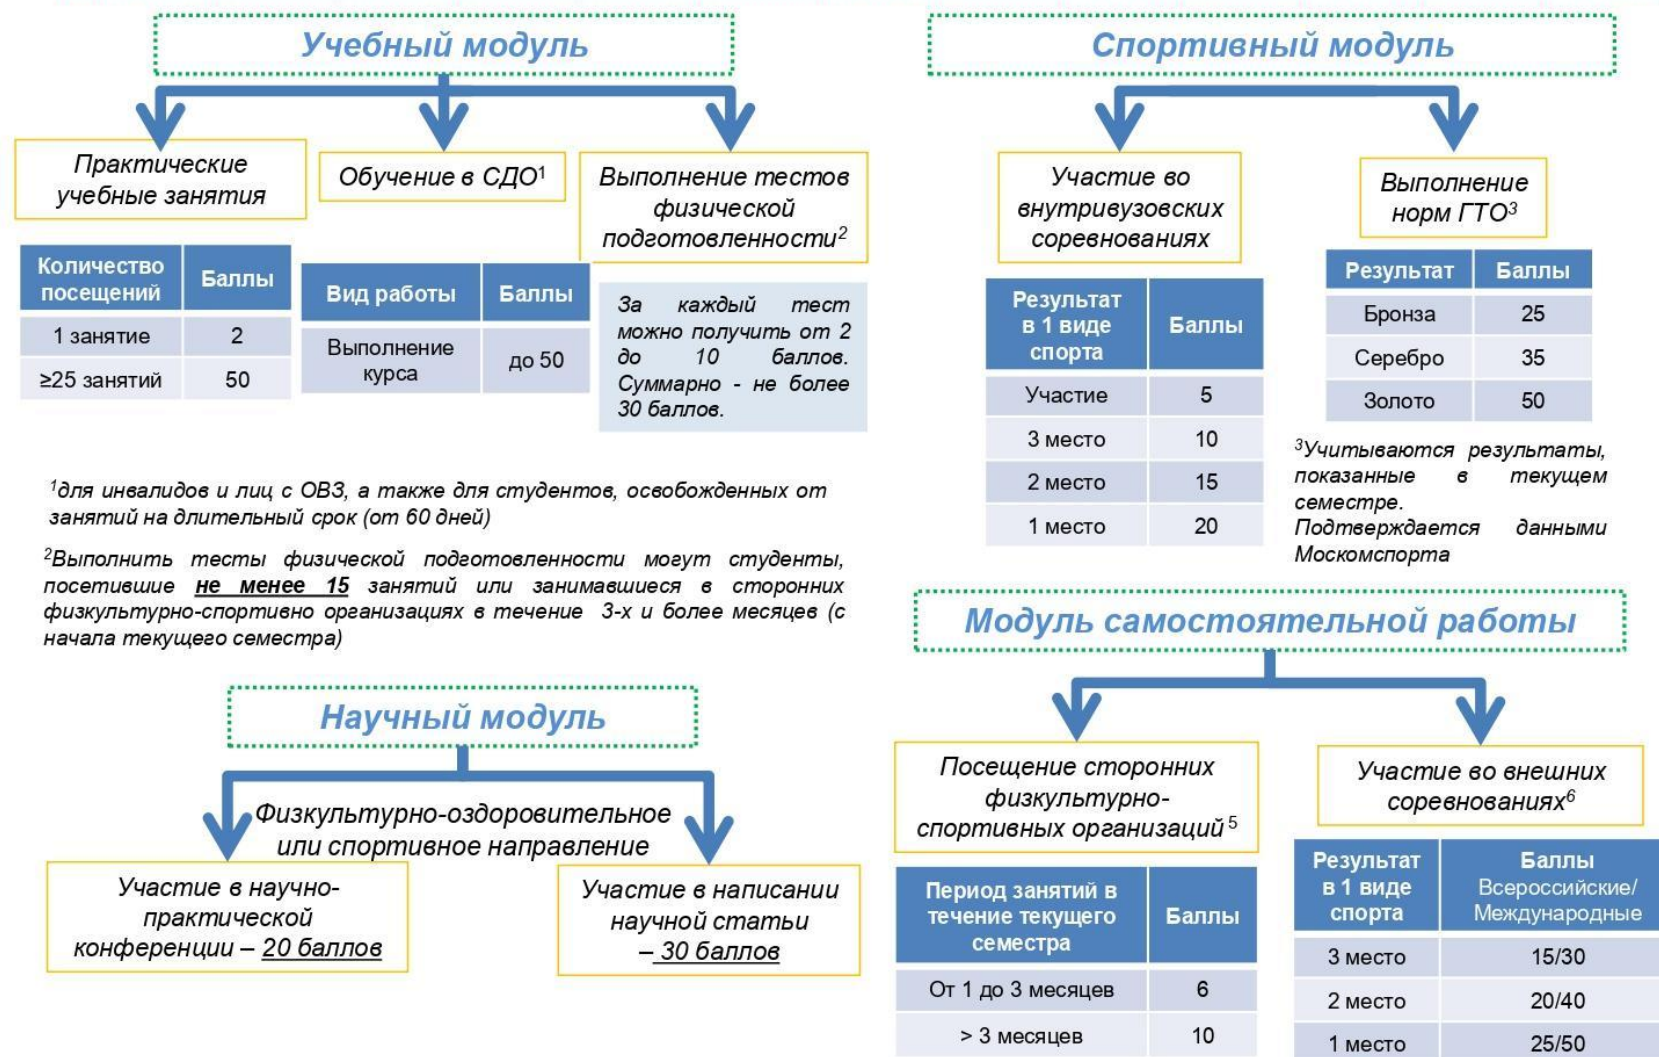 Учебный модуль
Практические
учебные занятия
Обучение в СДО¹
Выполнение тестов
физической
подготовленности²
Количество
посещений
Баллы
1 занятие
2
≥25 занятий
50
Вид работы
Баллы
Выполнение
курса
до 50
За каждый тест
можно получить от 2
до 10 баллов.
Суммарно - не более
30 баллов.
¹для инвалидов и лиц с ОВЗ, а также для студентов, освобожденных от
занятий на длительный срок (от 60 дней)
²Выполнить тесты физической подготовленности могут студенты,
посетившие не менее 15 занятий или занимавшиеся в сторонних
физкультурно-спортивно организациях в течение 3-х и более месяцев (с
начала текущего семестра)
Спортивный модуль
Участие во
внутривузовских
соревнованиях
Выполнение
норм ГТО³
Результат
в 1 виде
спорта
Баллы
Участие
5
3 место
10
2 место
15
1 место
20
Результат
Баллы
Бронза
25
Серебро
35
Золото
50
³Учитываются результаты,
показанные в текущем
семестре.
Подтверждается данными
Москомспорта
Научный модуль
Физкультурно-оздоровительное
или спортивное направление
Участие в научно-
практической
конференции – 20 баллов
Участие в написании
научной статьи
– 30 баллов
Модуль самостоятельной работы
Посещение сторонних
физкультурно-
спортивных организаций ⁵
Участие во внешних
соревнованиях⁶
Период занятий в
течение текущего
семестра
Баллы
От 1 до 3 месяцев
6
> 3 месяцев
10
Результат
в 1 виде
спорта
Баллы
Всероссийские/
Международные
3 место
15/30
2 место
20/40
1 место
25/50